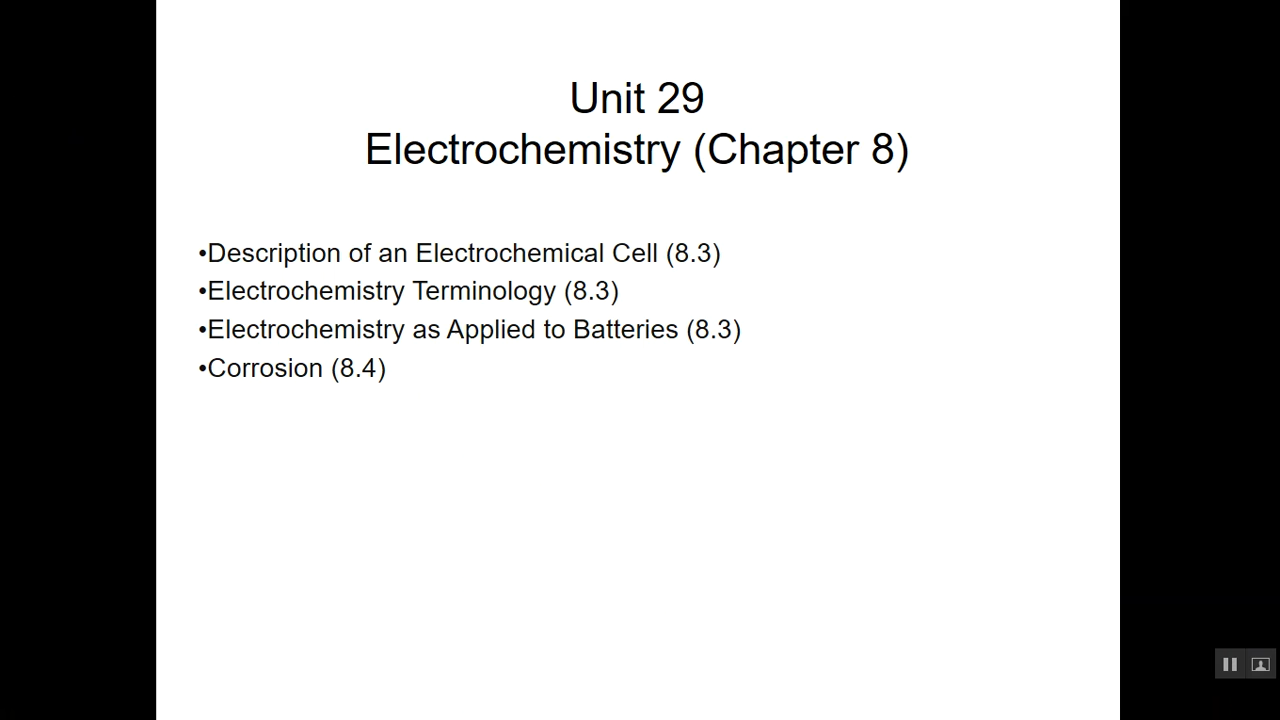 Unit 29
Electrochemistry (Chapter 8)
•Description of an Electrochemical Cell (8.3)
•Electrochemistry Terminology (8.3)
•Electrochemistry as Applied to Batteries (8.3)
•Corrosion (8.4)